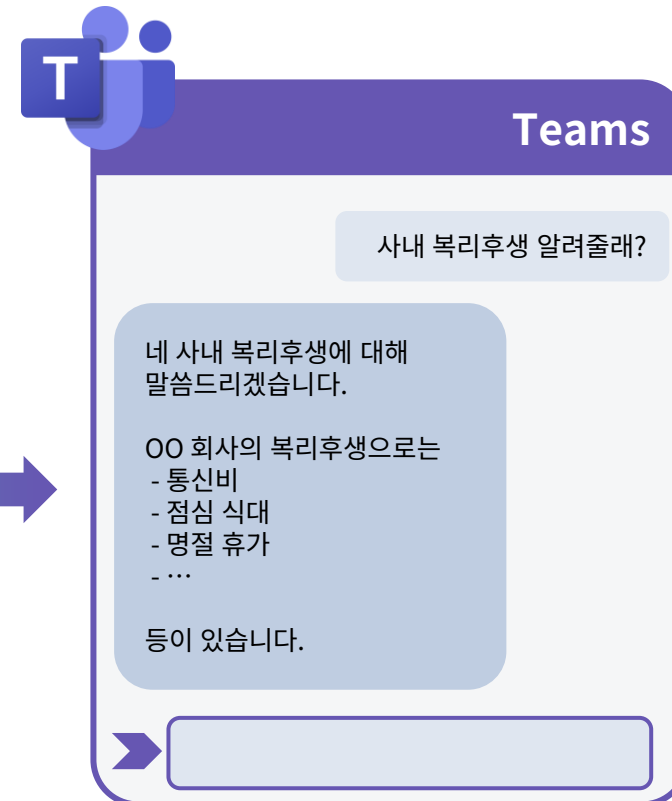 T
Teams
사내 복리후생 알려줄래?
네 사내 복리후생에 대해
말씀드리겠습니다.
OO 회사의 복리후생으로는
- 통신비
- 점심 식대
- 명절 휴가
- …
등이 있습니다.